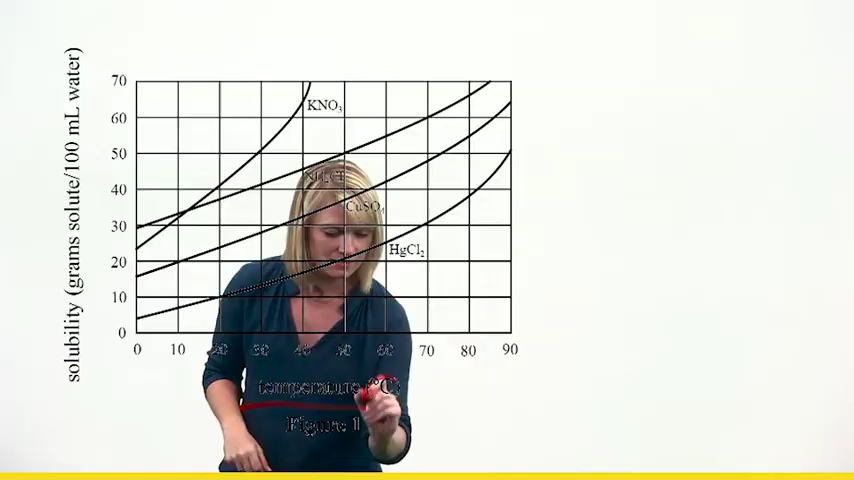 solubility (grams solute/100 mL water)
70
60
50
40
30
20
10
0
KNO₃
NH₄Cl
CuSO₄
HgCl₂
0 10 20 30 40 50 60 70 80 90
temperature (°C)
Figure 1